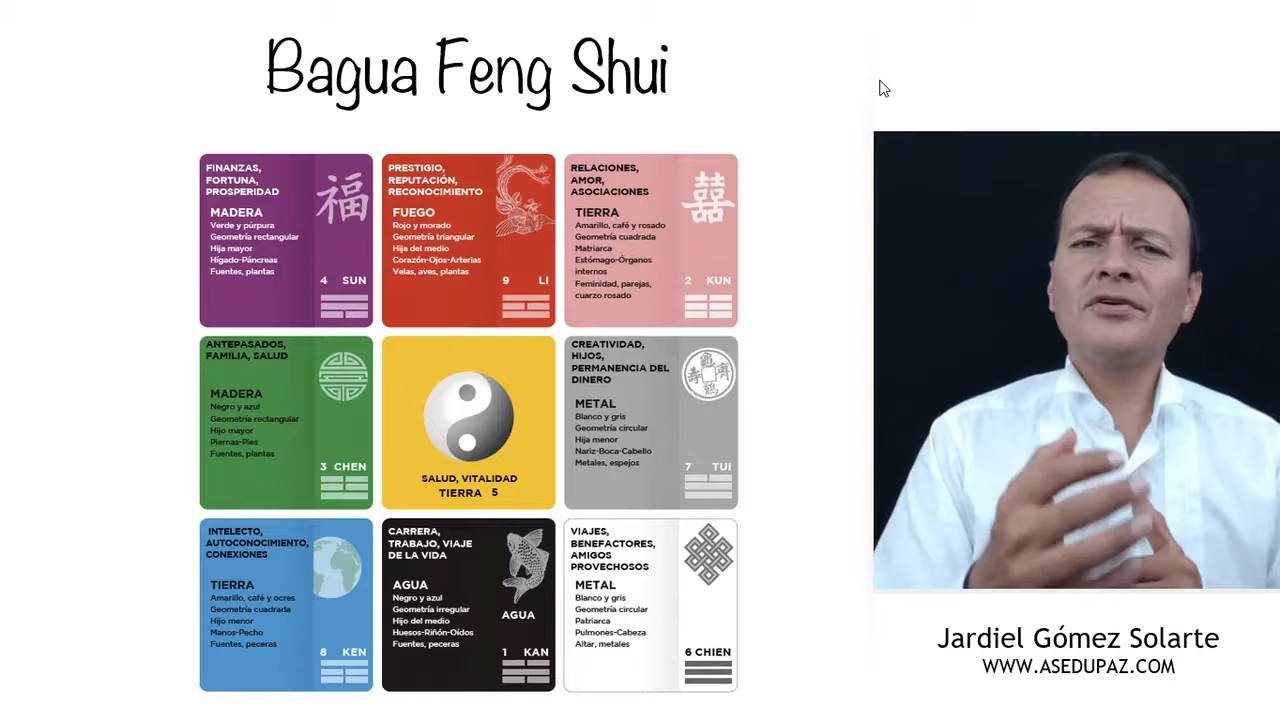 Bagua Feng Shui
FINANZAS,
FORTUNA,
PROSPERIDAD
福
MADERA
Verde y púrpura
Geometría rectangular
Hija mayor
Hígado-Páncreas
Fuentes, plantas
4 SUN
PRESTIGIO,
REPUTACIÓN,
RECONOCIMIENTO
FUEGO
Rojo y morado
Geometría triangular
Hija del medio
Corazón-Ojos-Arterias
Velas, aves, plantas
9 LI
RELACIONES,
AMOR,
ASOCIACIONES
囍
TIERRA
Amarillo, café y rosado
Geometría cuadrada
Matriarca
Estómago-Órganos
internos
Feminidad, parejas,
cuarzo rosado
2 KUN
ANTEPASADOS,
FAMILIA, SALUD
MADERA
Negro y azul
Geometría rectangular
Hijo mayor
Piernas-Pies
Fuentes, plantas
3 CHEN
SALUD, VITALIDAD
TIERRA 5
CREATIVIDAD,
HIJOS,
PERMANENCIA DEL
DINERO
METAL
Blanco y gris
Geometría circular
Hija menor
Nariz-Boca-Cabello
Metales, espejos
7 TUI
INTELECTO,
AUTOCONOCIMIENTO,
CONEXIONES
TIERRA
Amarillo, café y ocres
Geometría cuadrada
Hijo menor
Manos-Pecho
Fuentes, peceras
8 KEN
CARRERA,
TRABAJO, VIAJE
DE LA VIDA
AGUA
Negro y azul
Geometría irregular
Hijo del medio
Huesos-Riñón-Oídos
Fuentes, peceras
AGUA
1 KAN
VIAJES,
BENEFACTORES,
AMIGOS
PROVECHOSOS
METAL
Blanco y gris
Geometría circular
Patriarca
Pulmones-Cabeza
Altar, metales
6 CHIEN
Jardiel Gómez Solarte
WWW.ASEDUPAZ.COM